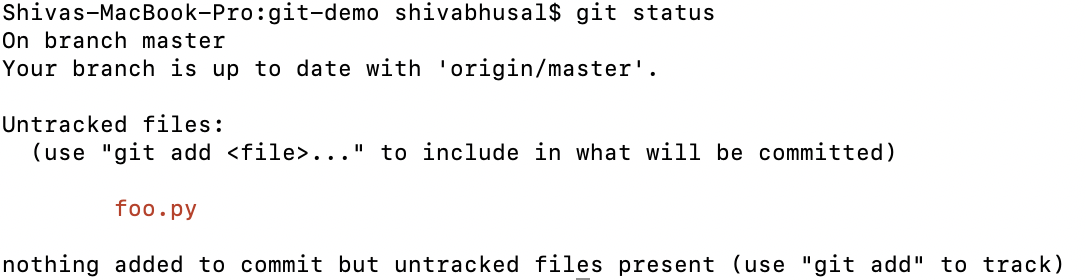 Shivas-MacBook-Pro:git-demo shivabhusal$ git status
On branch master
Your branch is up to date with 'origin/master'.
Untracked files:
(use "git add <file>..." to include in what will be committed)
foo.py
nothing added to commit but untracked files present (use "git add" to track)